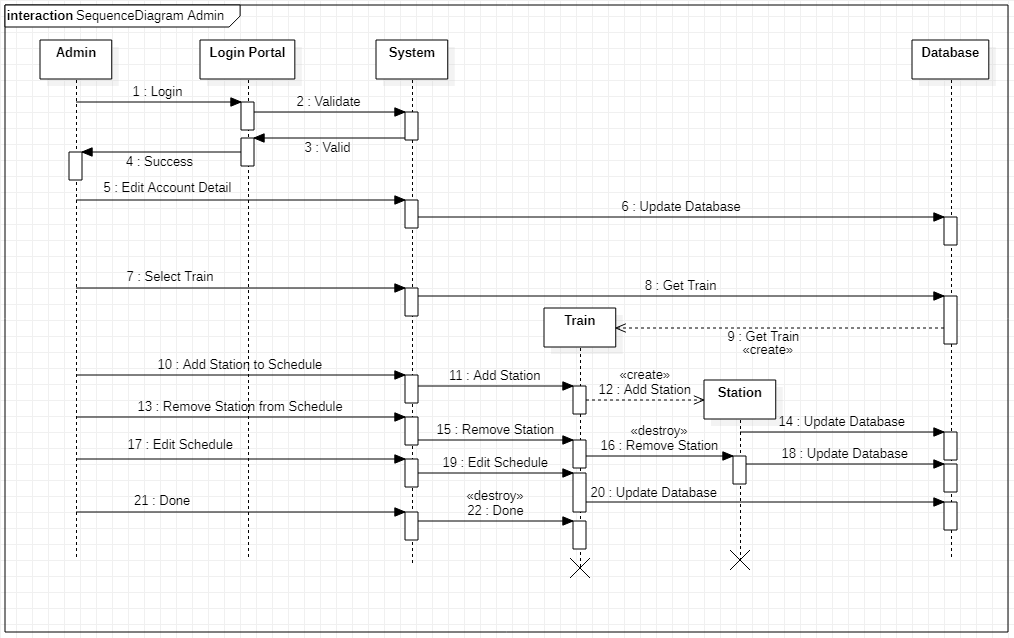 interaction SequenceDiagram Admin
Admin
Login Portal
System
Database
1 : Login
2 : Validate
3 : Valid
4 : Success
5 : Edit Account Detail
6 : Update Database
7 : Select Train
8 : Get Train
Train
9 : Get Train
«create»
10 : Add Station to Schedule
11 : Add Station
«create»
12 : Add Station
Station
13 : Remove Station from Schedule
14 : Update Database
15 : Remove Station
«destroy»
16 : Remove Station
17 : Edit Schedule
18 : Update Database
19 : Edit Schedule
20 : Update Database
21 : Done
«destroy»
22 : Done